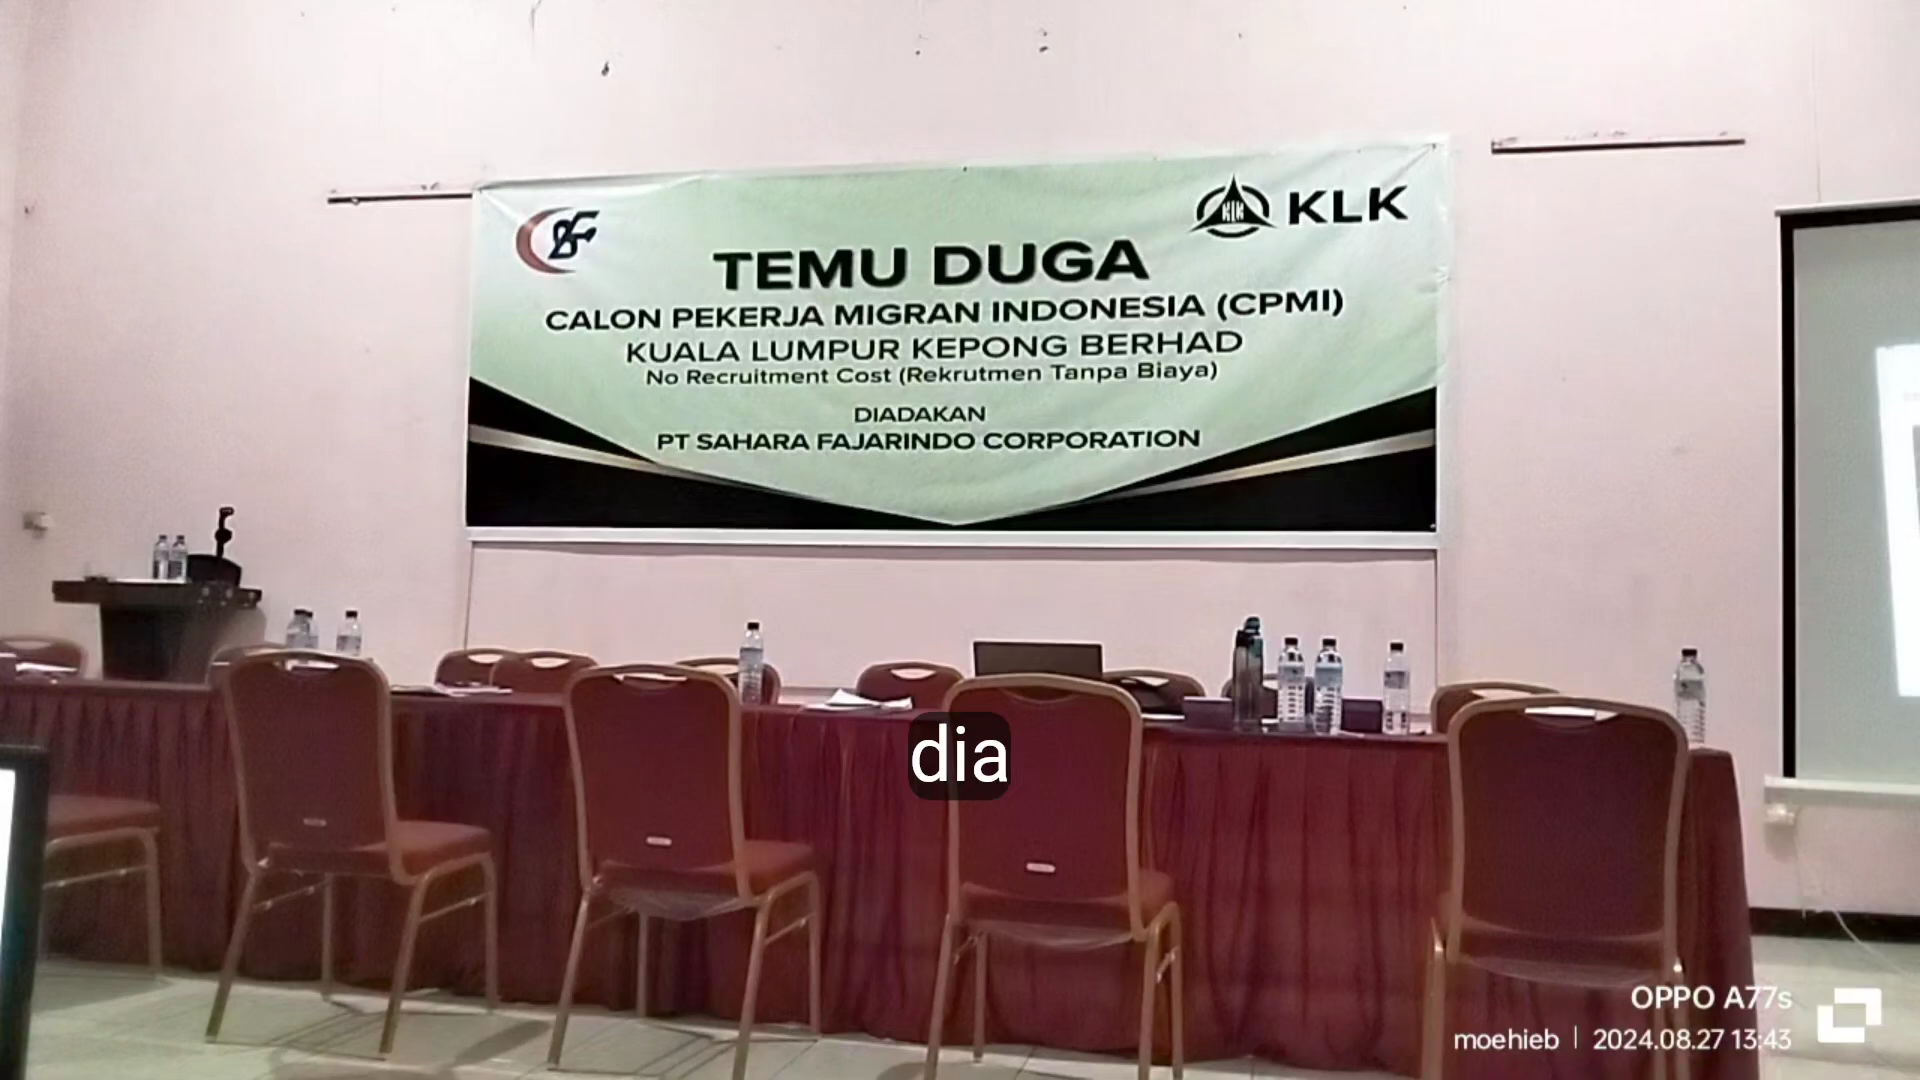 KLK
TEMU DUGA
CALON PEKERJA MIGRAN INDONESIA (CPMI)
KUALA LUMPUR KEPONG BERHAD
No Recruitment Cost (Rekrutmen Tanpa Biaya)
DIADAKAN
PT SAHARA FAJARINDO CORPORATION
dia
OPPO A77s
moehieb | 2024.08.27 13:43